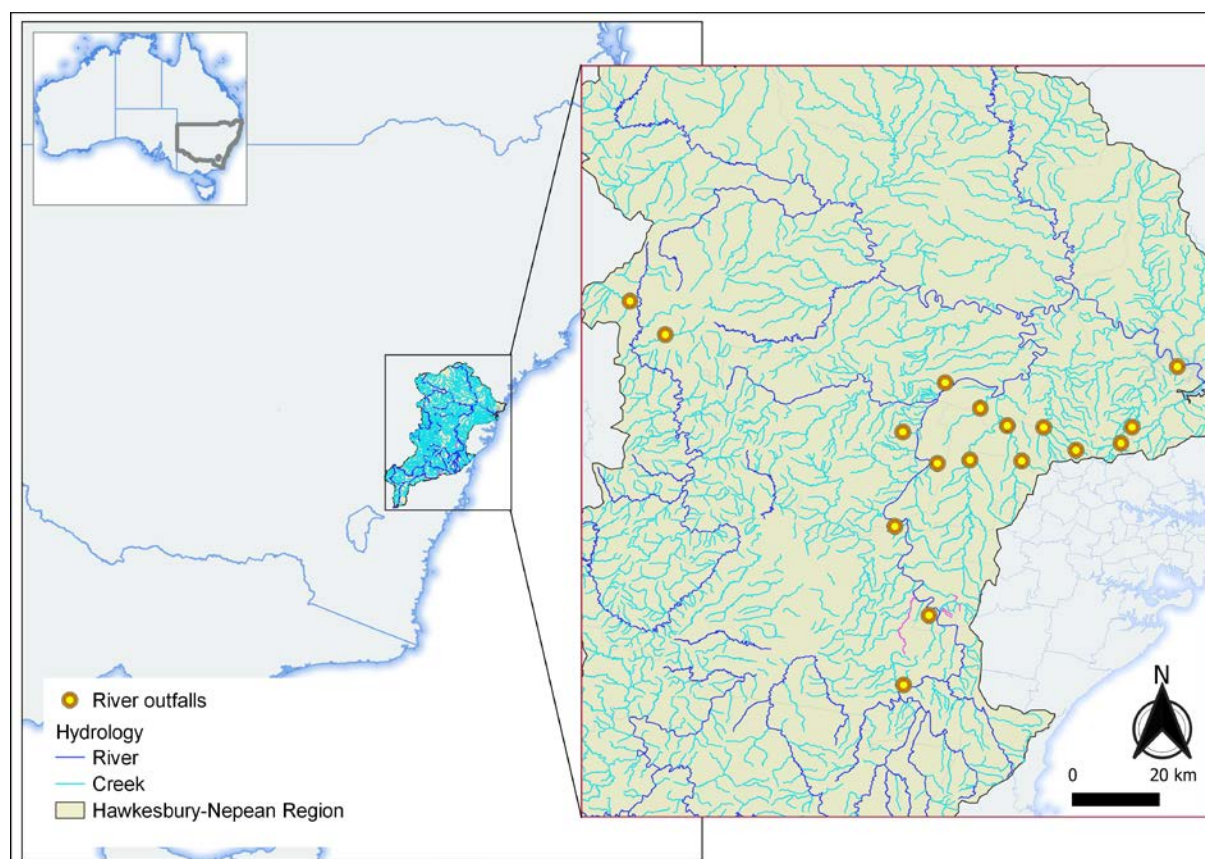 River outfalls
Hydrology
River
Creek
Hawkesbury-Nepean Region
N
0 20 km